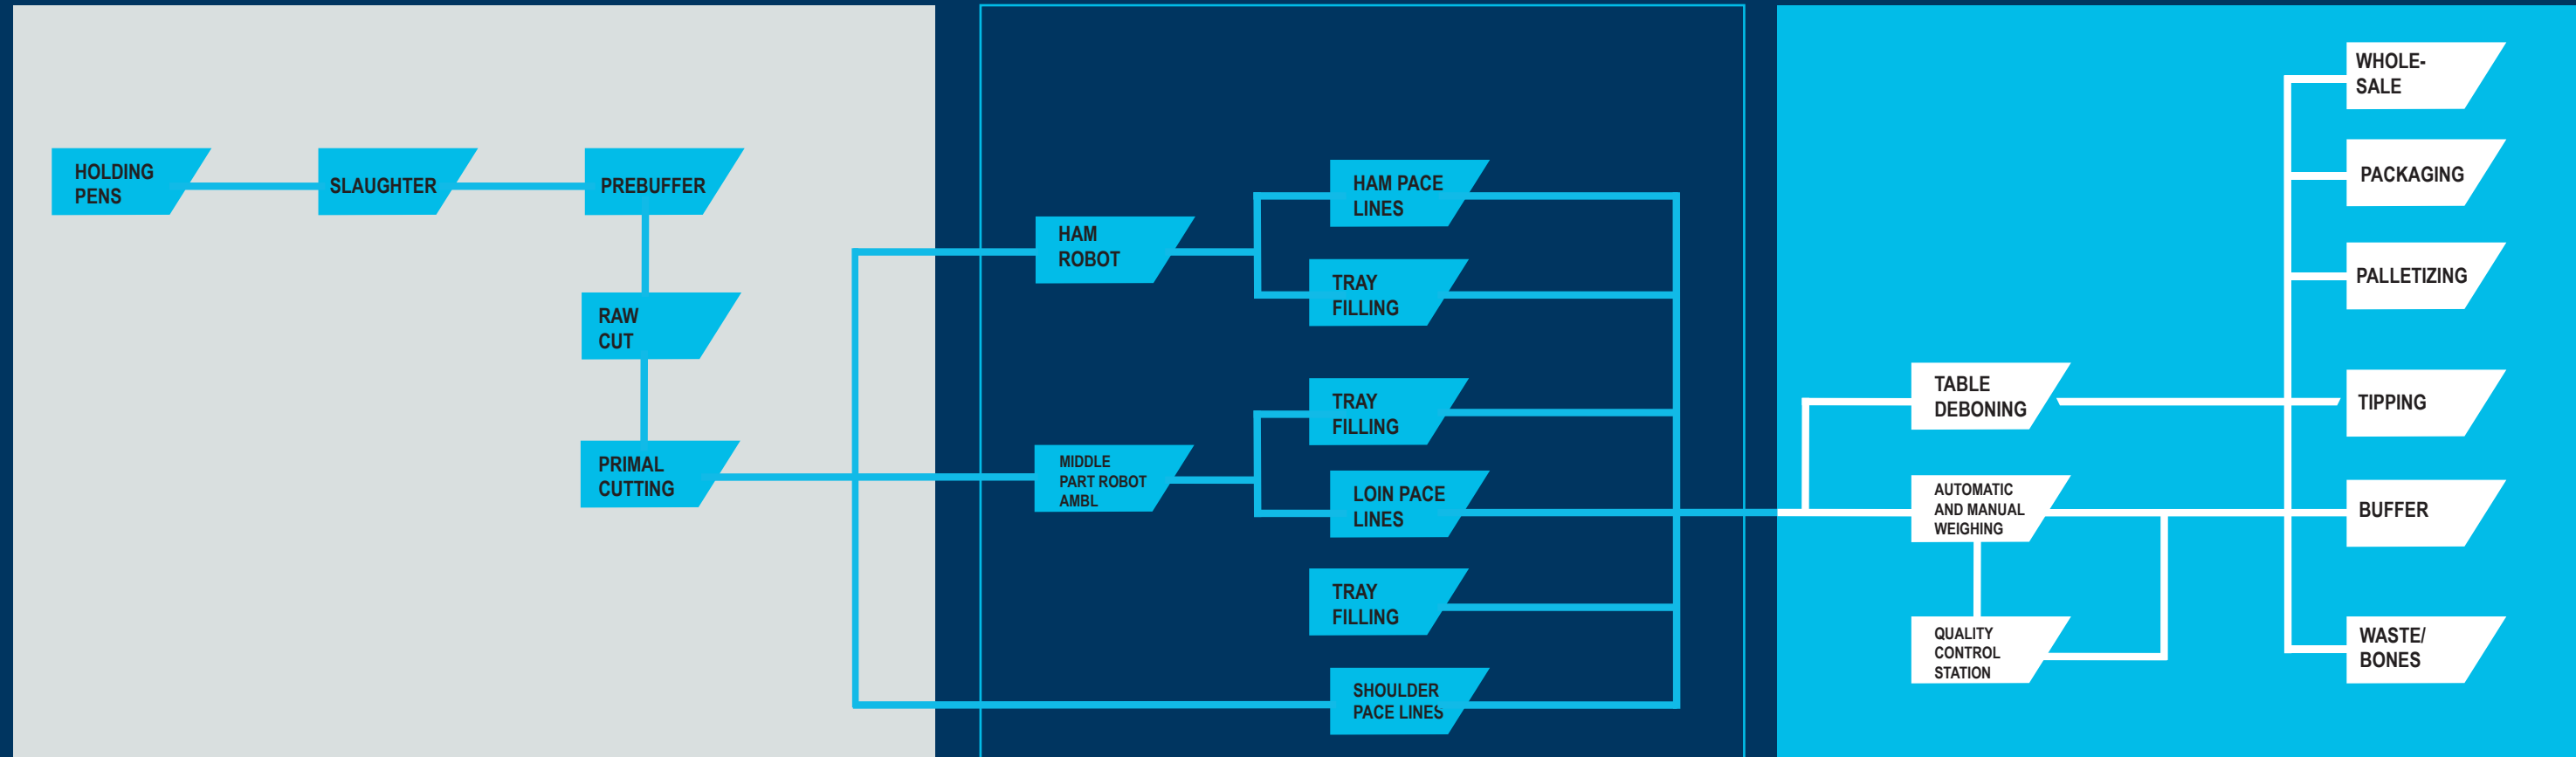 HOLDING
PENS
SLAUGHTER
PREBUFFER
RAW
CUT
PRIMAL
CUTTING
HAM
ROBOT
MIDDLE
PART ROBOT
AMBL
HAM PACE
LINES
TRAY
FILLING
TRAY
FILLING
LOIN PACE
LINES
TRAY
FILLING
SHOULDER
PACE LINES
TABLE
DEBONING
AUTOMATIC
AND MANUAL
WEIGHING
QUALITY
CONTROL
STATION
WHOLE-
SALE
PACKAGING
PALLETIZING
TIPPING
BUFFER
WASTE/
BONES